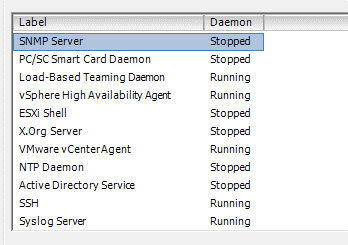 Label Daemon
SNMP Server Stopped
PC/SC Smart Card Daemon Stopped
Load-Based Teaming Daemon Running
vSphere High Availability Agent Running
ESXi Shell Stopped
X.Org Server Stopped
VMware vCenter Agent Running
NTP Daemon Stopped
Active Directory Service Stopped
SSH Running
Syslog Server Running